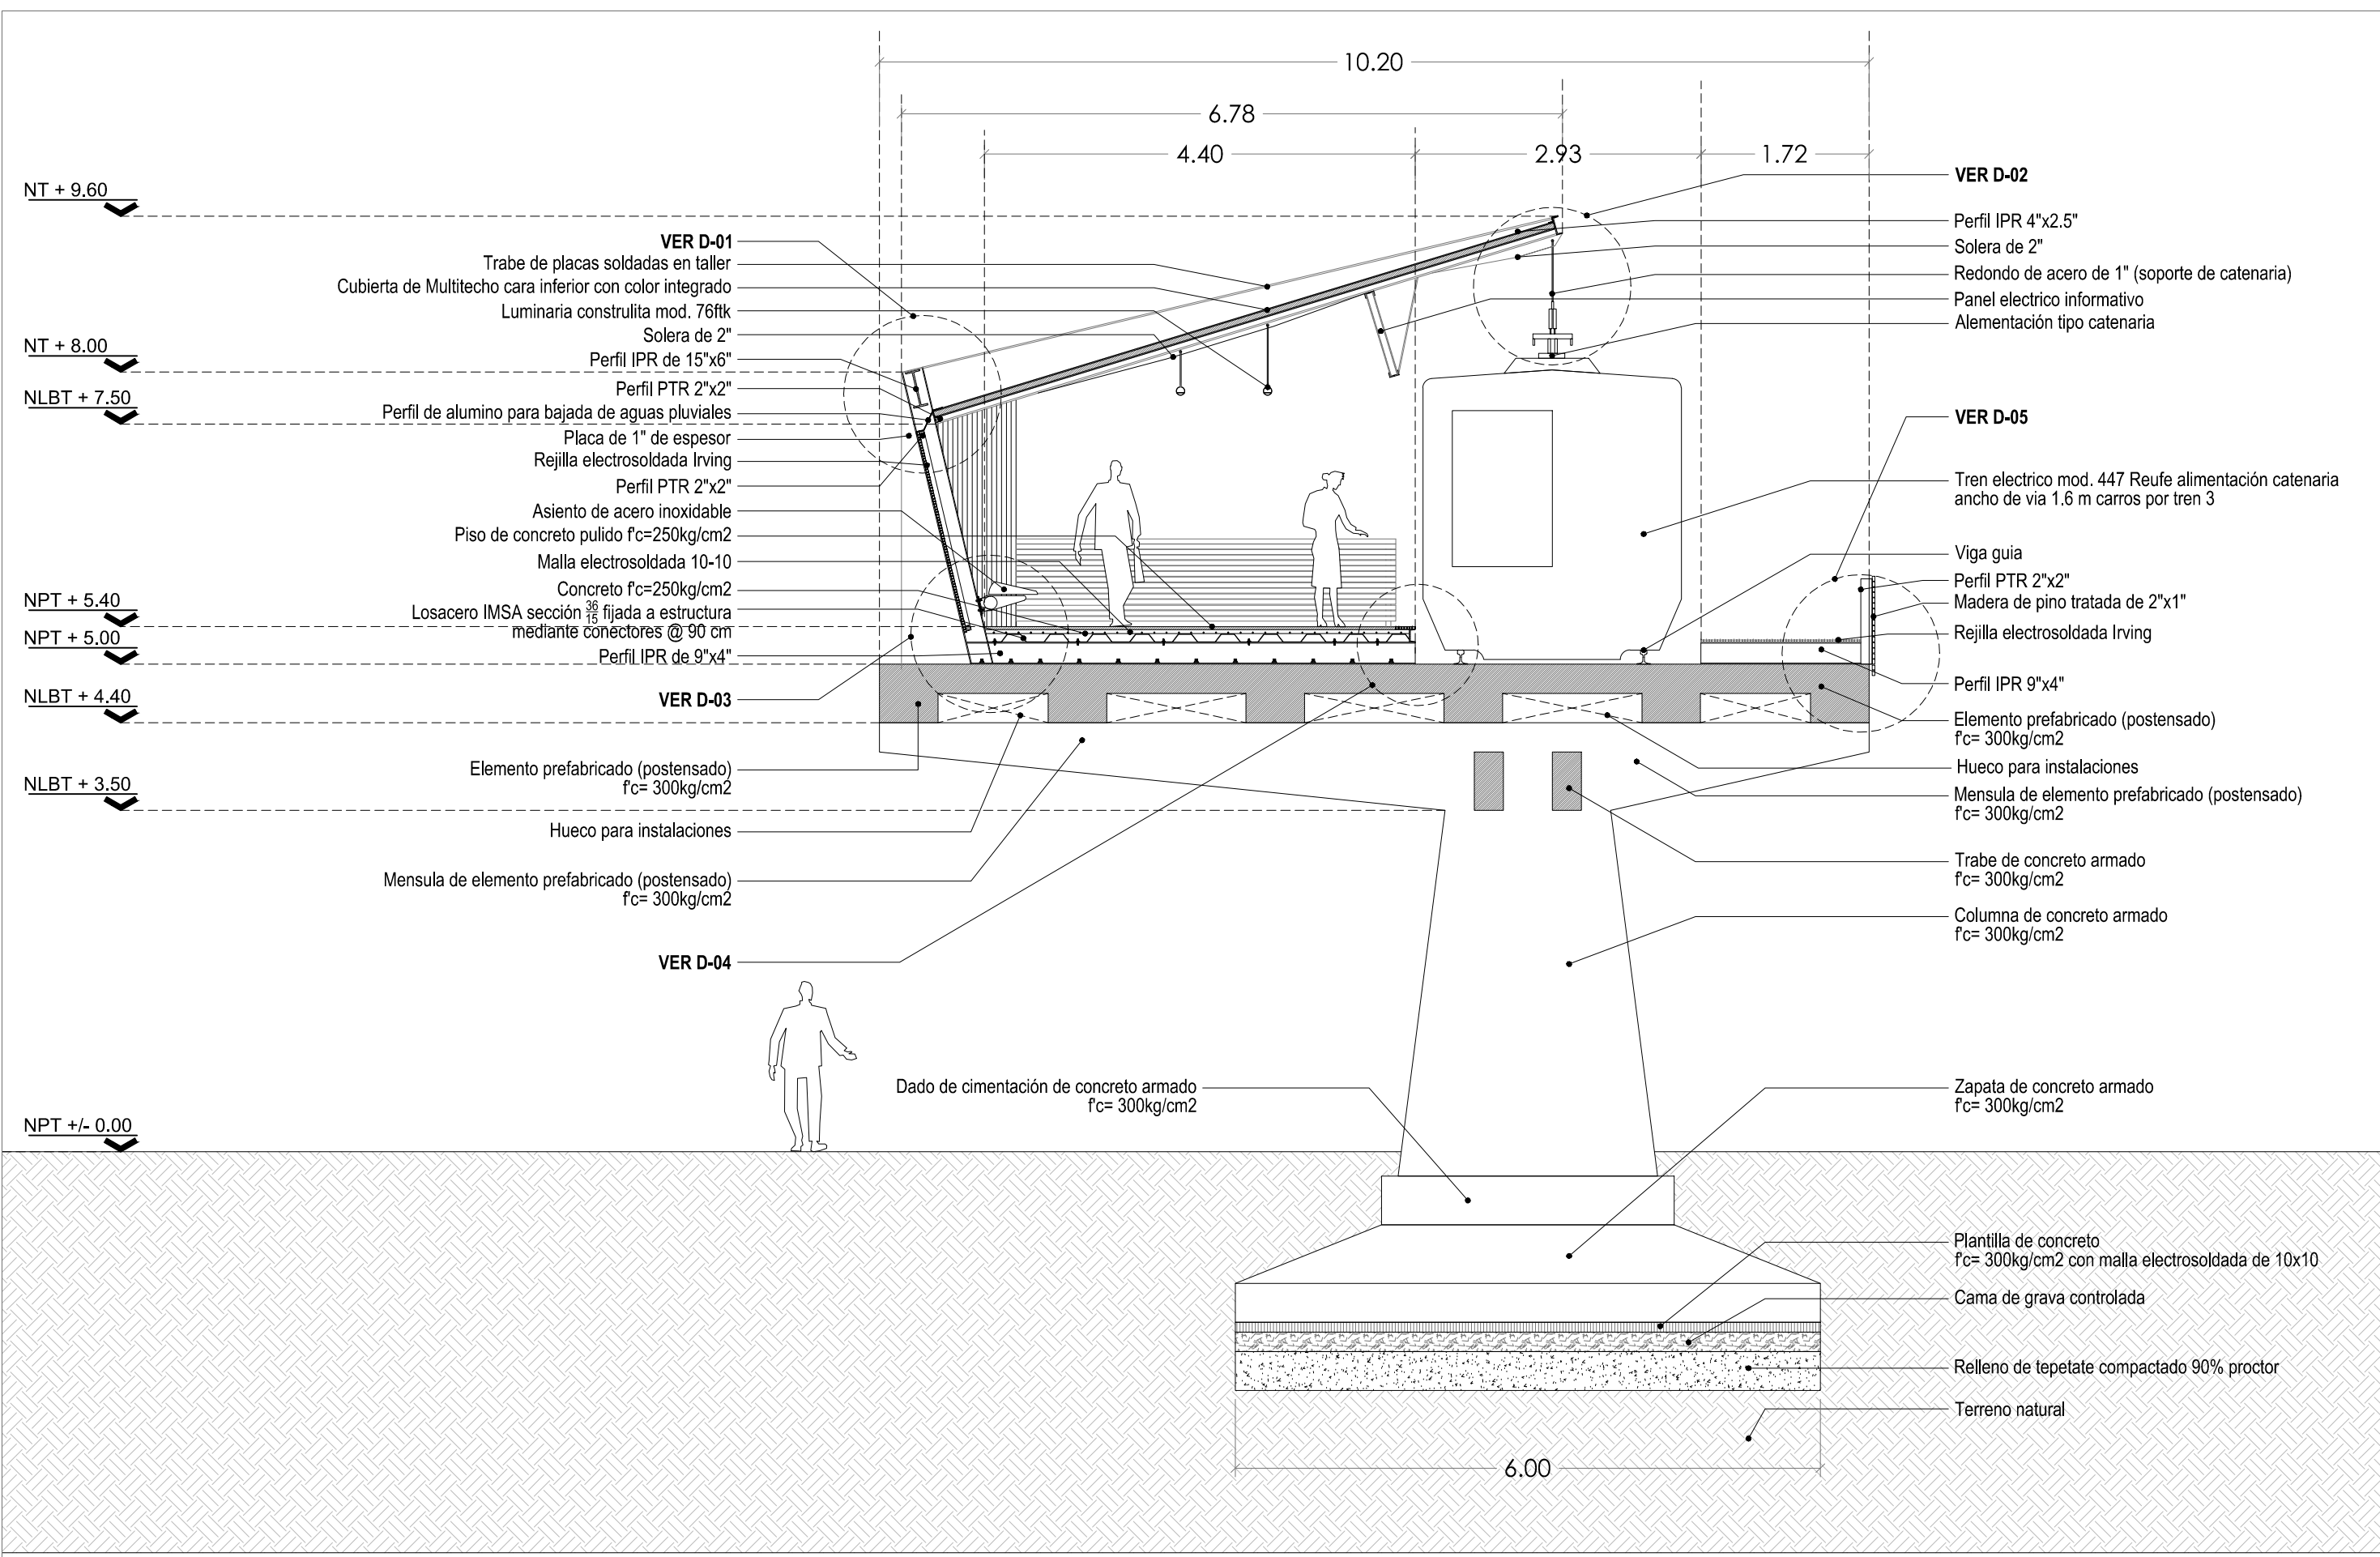 10.20
6.78
4.40
2.93
1.72
NT + 9.60
NT + 8.00
NLBT + 7.50
NPT + 5.40
NPT + 5.00
NLBT + 4.40
NLBT + 3.50
NPT +/- 0.00
VER D-01
Trabe de placas soldadas en taller
Cubierta de Multitecho cara inferior con color integrado
Luminaria construlita mod. 76ftk
Solera de 2"
Perfil IPR de 15"x6"
Perfil PTR 2"x2"
Perfil de alumino para bajada de aguas pluviales
Placa de 1" de espesor
Rejilla electrosoldada Irving
Perfil PTR 2"x2"
Asiento de acero inoxidable
Piso de concreto pulido f'c=250kg/cm2
Malla electrosoldada 10-10
Concreto f'c=250kg/cm2
Losacero IMSA sección 36/15 fijada a estructura
mediante conectores @ 90 cm
Perfil IPR de 9"x4"
VER D-03
Elemento prefabricado (postensado)
f'c= 300kg/cm2
Hueco para instalaciones
Mensula de elemento prefabricado (postensado)
f'c= 300kg/cm2
VER D-04
Dado de cimentación de concreto armado
f'c= 300kg/cm2
VER D-02
Perfil IPR 4"x2.5"
Solera de 2"
Redondo de acero de 1" (soporte de catenaria)
Panel electrico informativo
Alementación tipo catenaria
VER D-05
Tren electrico mod. 447 Reufe alimentación catenaria
ancho de via 1.6 m carros por tren 3
Viga guia
Perfil PTR 2"x2"
Madera de pino tratada de 2"x1"
Rejilla electrosoldada Irving
Perfil IPR 9"x4"
Elemento prefabricado (postensado)
f'c= 300kg/cm2
Hueco para instalaciones
Mensula de elemento prefabricado (postensado)
f'c= 300kg/cm2
Trabe de concreto armado
f'c= 300kg/cm2
Columna de concreto armado
f'c= 300kg/cm2
Zapata de concreto armado
f'c= 300kg/cm2
Plantilla de concreto
f'c= 300kg/cm2 con malla electrosoldada de 10x10
Cama de grava controlada
Relleno de tepetate compactado 90% proctor
Terreno natural
6.00